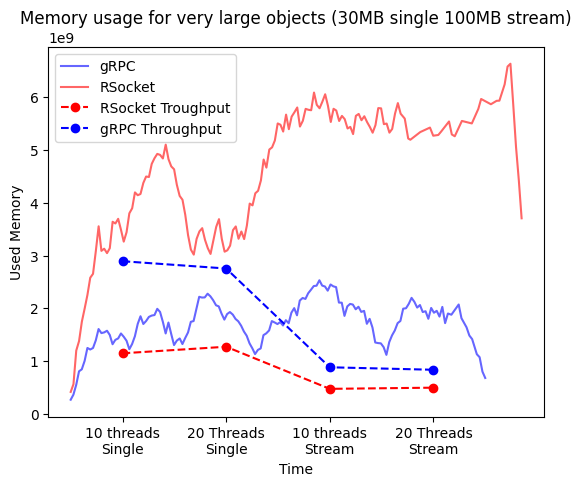 Memory usage for very large objects (30MB single 100MB stream)
1e9
gRPC
RSocket
RSocket Troughput
gRPC Throughput
Used Memory
6
5
4
3
2
1
0
10 threads
Single
20 Threads
Single
10 threads
Stream
20 Threads
Stream
Time